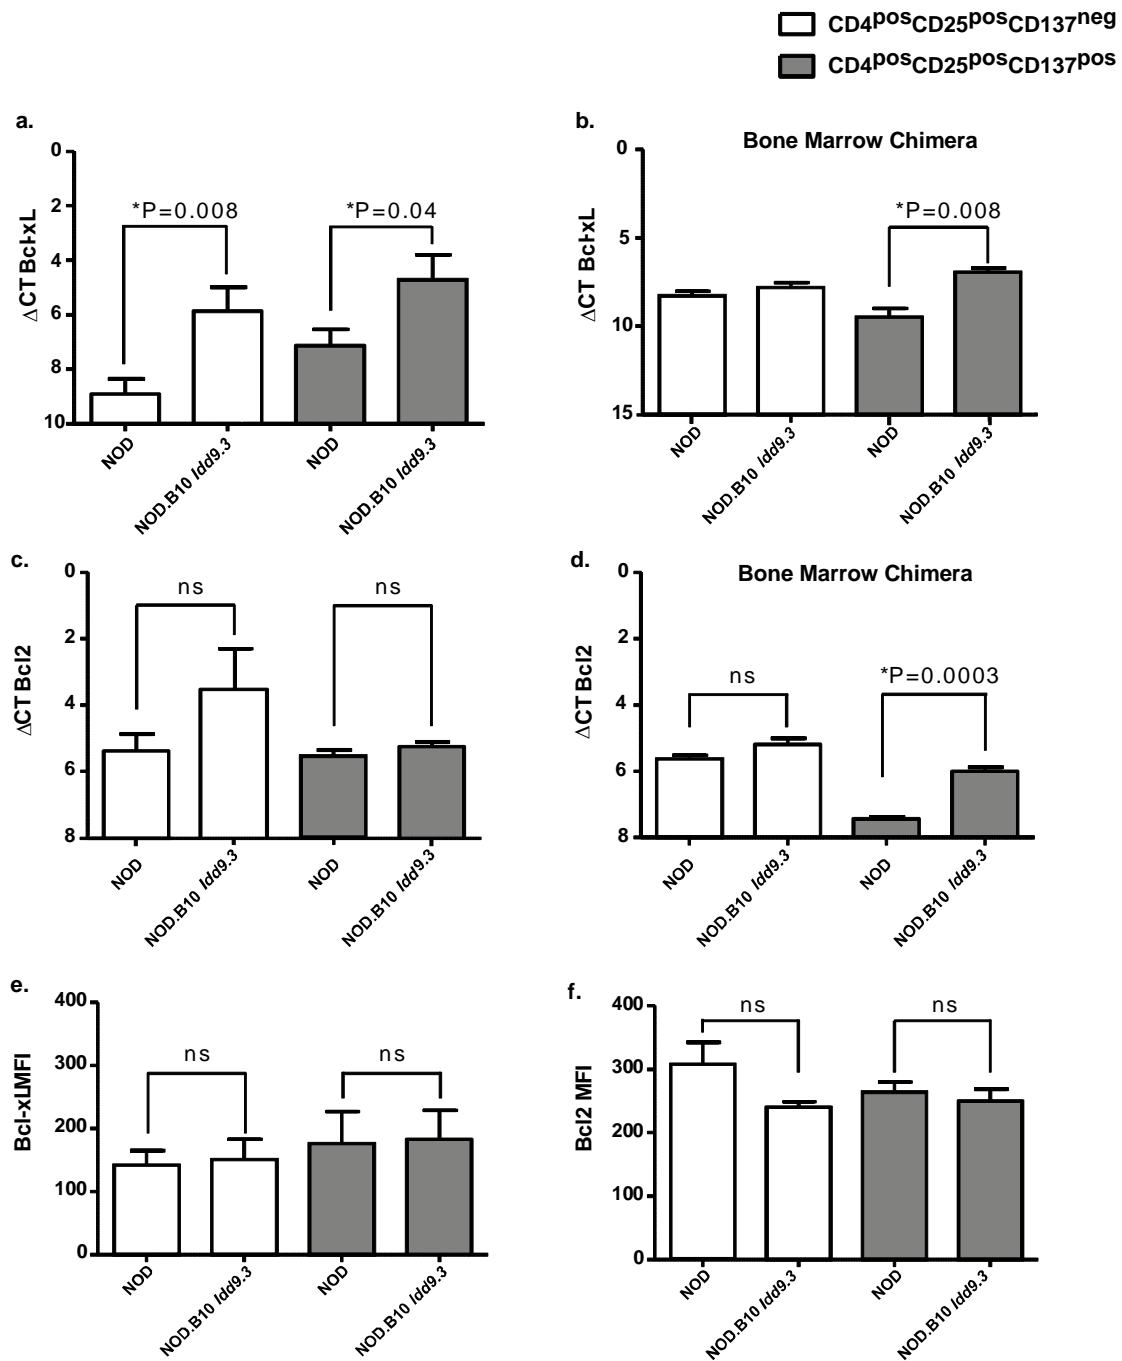 CD4posCD25posCD137neg
CD4posCD25posCD137pos
a.
0
2
4
6
8
10
ΔCT Bcl-xL
*P=0.008
*P=0.04
NOD
NOD.B10 Idd9.3
NOD
NOD.B10 Idd9.3
b.
Bone Marrow Chimera
0
5
10
15
ΔCT Bcl-xL
*P=0.008
NOD
NOD.B10 Idd9.3
NOD
NOD.B10 Idd9.3
c.
0
2
4
6
8
ΔCT Bcl2
ns
ns
NOD
NOD.B10 Idd9.3
NOD
NOD.B10 Idd9.3
d.
Bone Marrow Chimera
0
2
4
6
8
ΔCT Bcl2
ns
*P=0.0003
NOD
NOD.B10 Idd9.3
NOD
NOD.B10 Idd9.3
e.
400
300
200
100
0
Bcl-xLMFI
ns
ns
NOD
NOD.B10 Idd9.3
NOD
NOD.B10 Idd9.3
f.
400
300
200
100
0
Bcl2 MFI
ns
ns
NOD
NOD.B10 Idd9.3
NOD
NOD.B10 Idd9.3